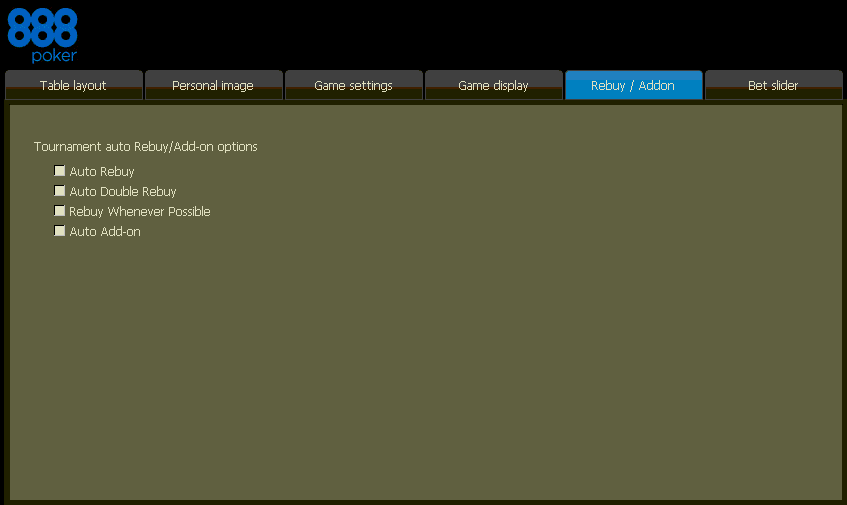 888
poker
Table layout
Personal image
Game settings
Game display
Rebuy / Addon
Bet slider
Tournament auto Rebuy/Add-on options
Auto Rebuy
Auto Double Rebuy
Rebuy Whenever Possible
Auto Add-on